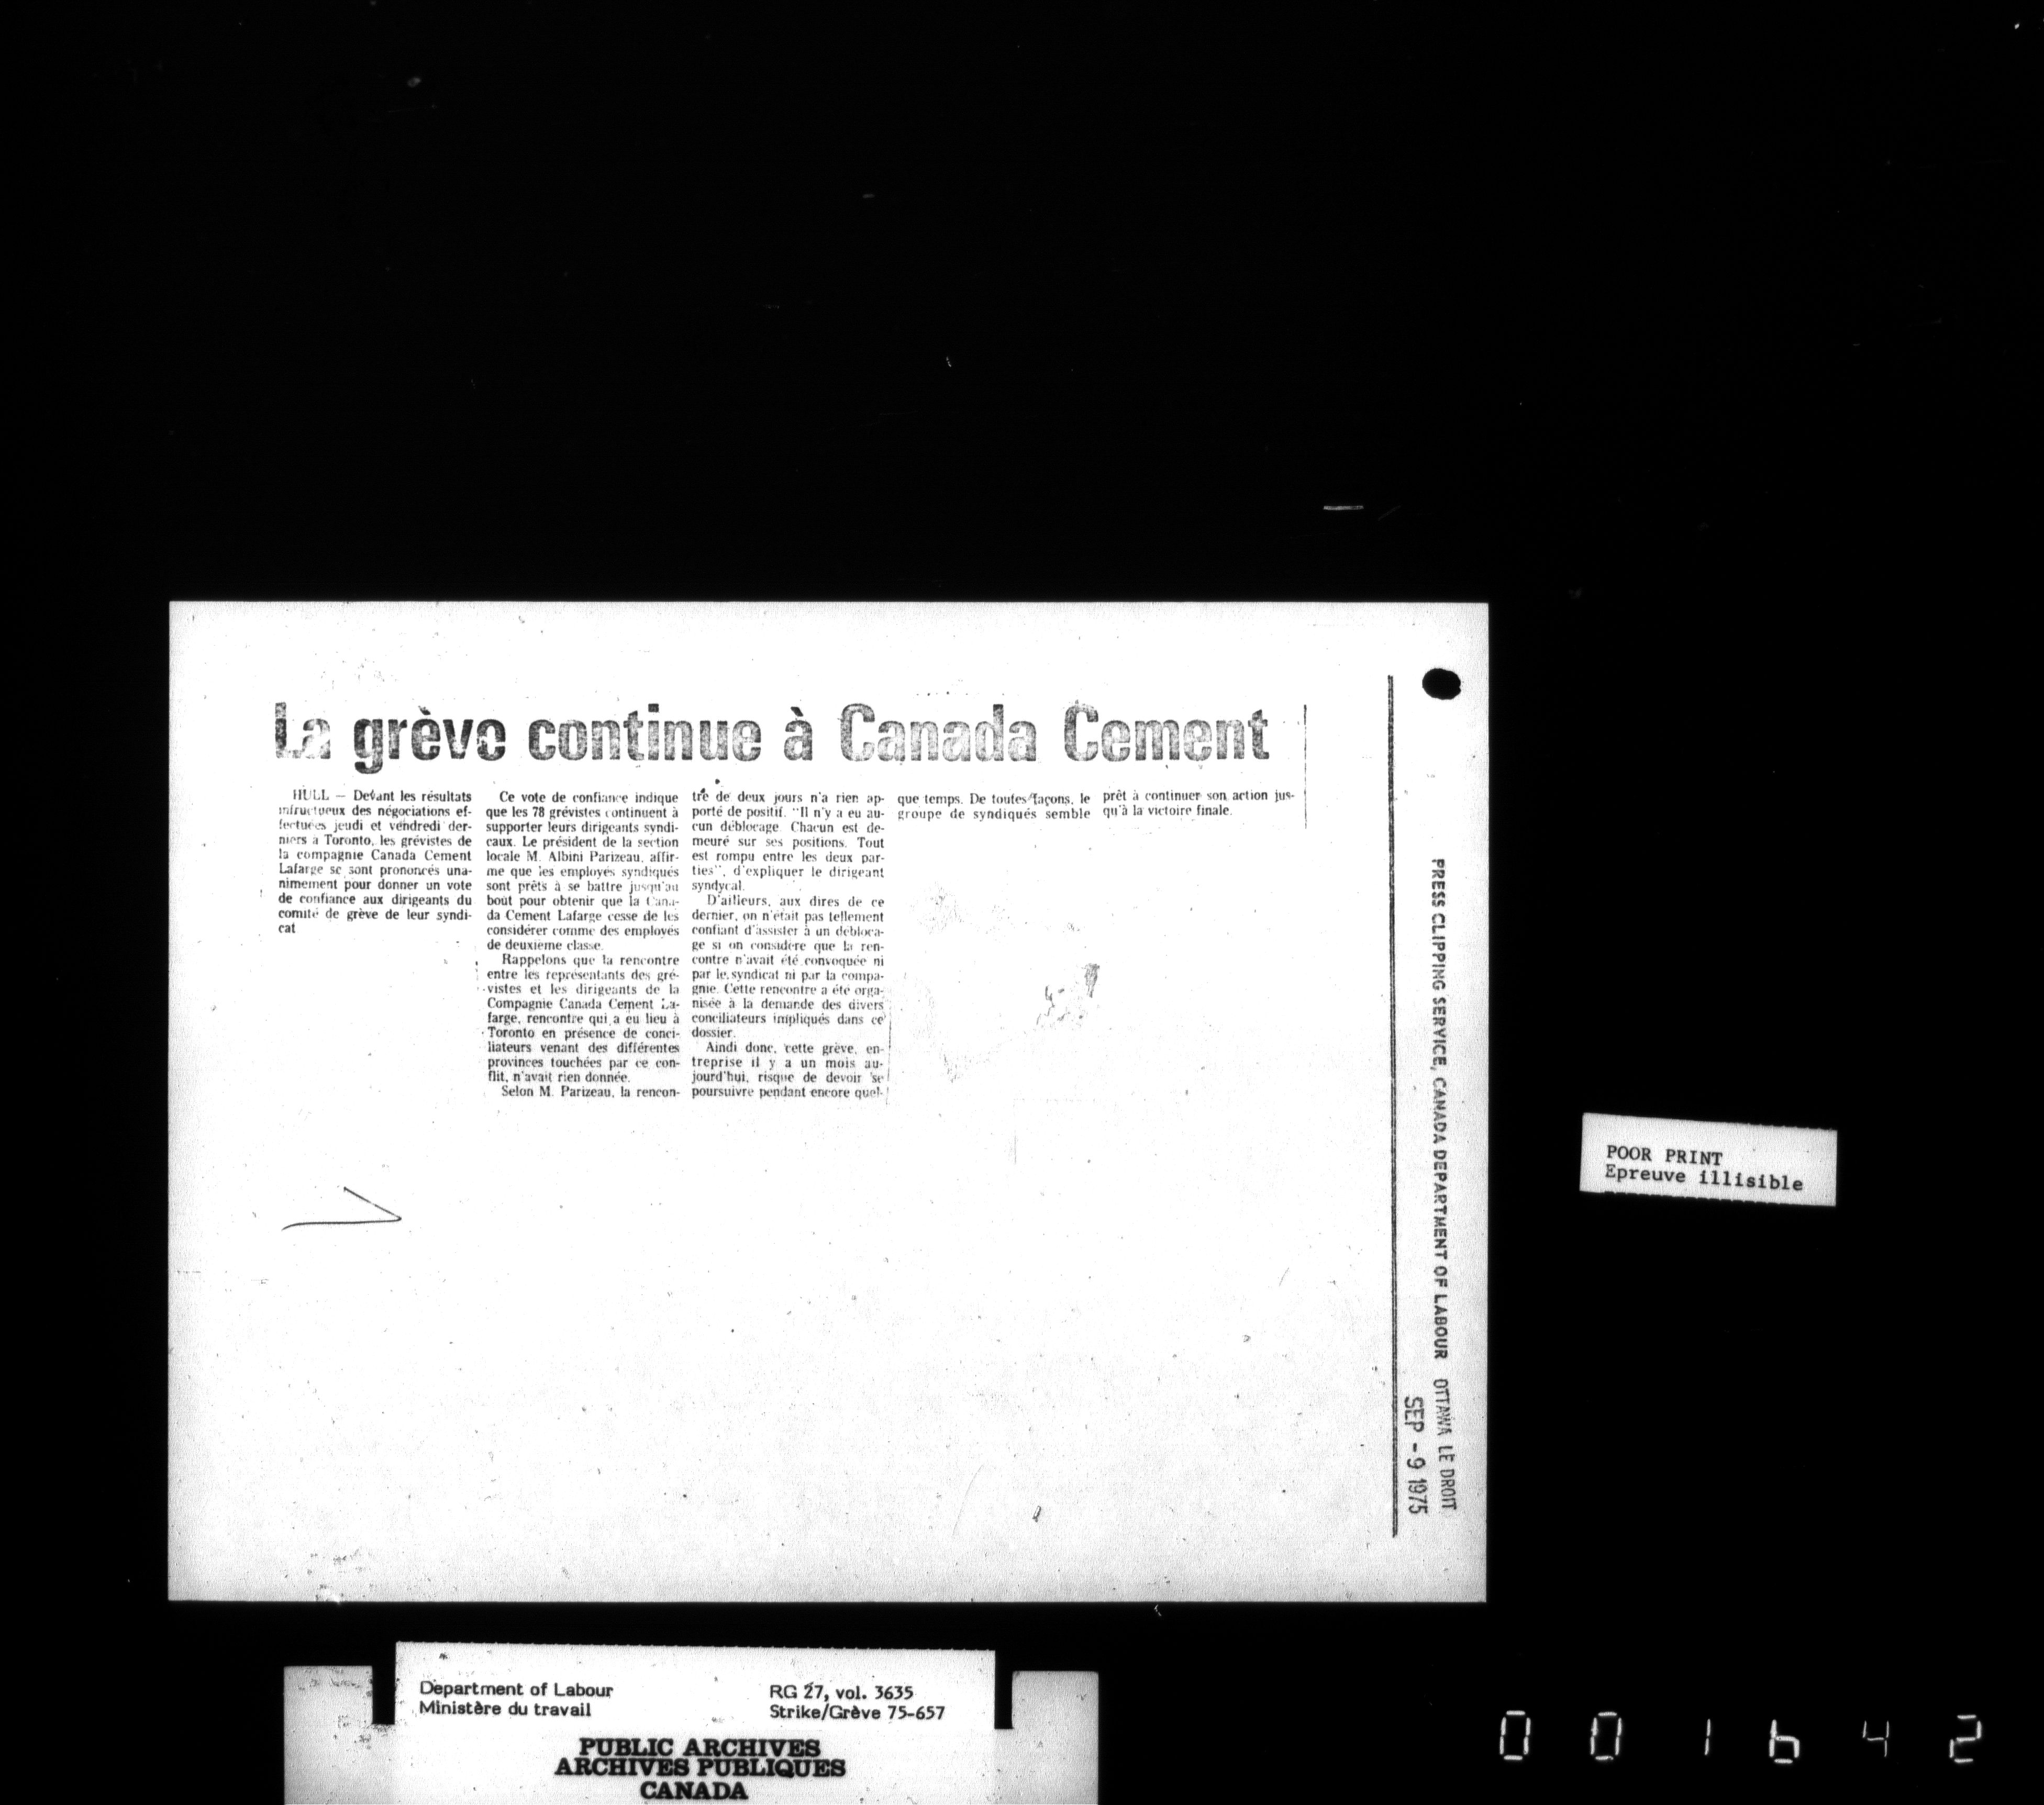 La grève continue à Canada Cement
HULL — Devant les résultats
infructueux des négociations ef-
fectuées jeudi et vendredi der-
niers à Toronto, les grévistes de
la compagnie Canada Cement
Lafarge se sont prononcés una-
nimement pour donner un vote
de confiance aux dirigeants du
comité de grève de leur syndi-
cat
Ce vote de confiance indique
que les 78 grévistes continuent à
supporter leurs dirigeants syndi-
caux. Le président de la section
locale M. Albini Parizeau, affir-
me que les employés syndiqués
sont prêts à se battre jusqu'au
bout pour obtenir que la Cana-
da Cement Lafarge cesse de les
considérer comme des employés
de deuxième classe.
Rappelons que la rencontre
entre les représentants des gré-
vistes et les dirigeants de la
Compagnie Canada Cement La-
farge, rencontre qui a eu lieu à
Toronto en présence de conci-
liateurs venant des différentes
provinces touchées par ce con-
flit, n'avait rien donnée.
Selon M. Parizeau, la rencon-
tre de deux jours n'a rien ap-
porté de positif. "Il n'y a eu au-
cun déblocage. Chacun est de-
meuré sur ses positions. Tout
est rompu entre les deux par-
ties", d'expliquer le dirigeant
syndycal.
D'ailleurs, aux dires de ce
dernier, on n'était pas tellement
confiant d'assister à un débloca-
ge si on considère que la ren-
contre n'avait été convoquée ni
par le syndicat ni par la compa-
gnie. Cette rencontre a été orga-
nisée à la demande des divers
conciliateurs impliqués dans ce
dossier.
Aindi donc, cette grève, en-
treprise il y a un mois au-
jourd'hui, risque de devoir se
poursuivre pendant encore quel-
que temps. De toutes façons, le
groupe de syndiqués semble
prêt à continuer son action jus-
qu'à la victoire finale.
PRESS CLIPPING SERVICE, CANADA DEPARTMENT OF LABOUR
OTTAWA LE DROIT
SEP -9 1975
POOR PRINT
Epreuve illisible
Department of Labour
Ministère du travail
RG 27, vol. 3635
Strike/Grève 75-657
PUBLIC ARCHIVES
ARCHIVES PUBLIQUES
CANADA
001642